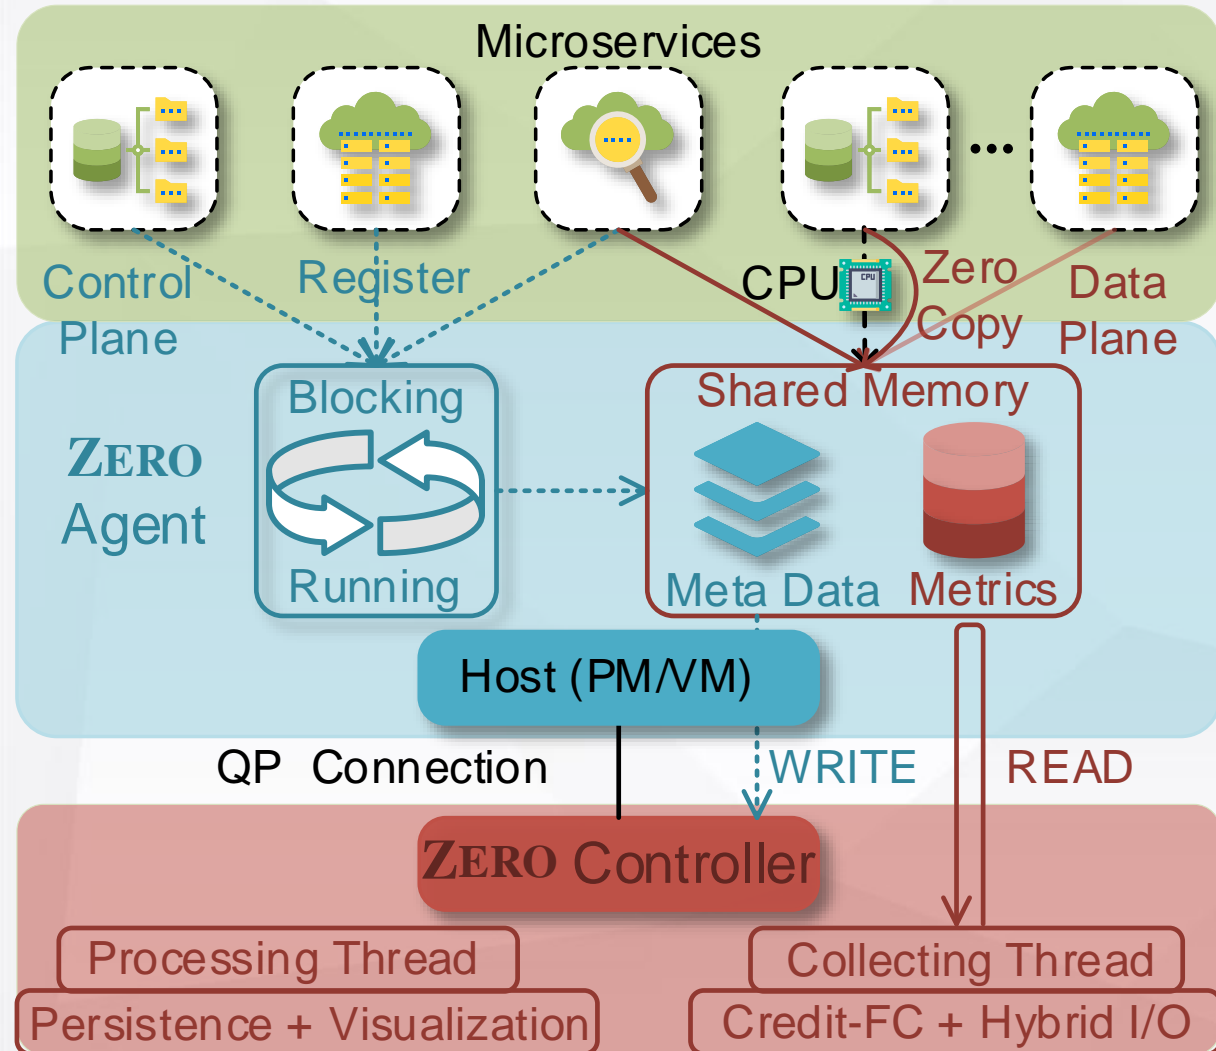 Microservices
Control
Plane
Register
CPU
CPU
Zero
Copy
Data
Plane
ZERO
Agent
Blocking
Running
Shared Memory
Meta Data
Metrics
Host (PM/VM)
QP Connection
WRITE
READ
ZERO Controller
Processing Thread
Persistence + Visualization
Collecting Thread
Credit-FC + Hybrid I/O